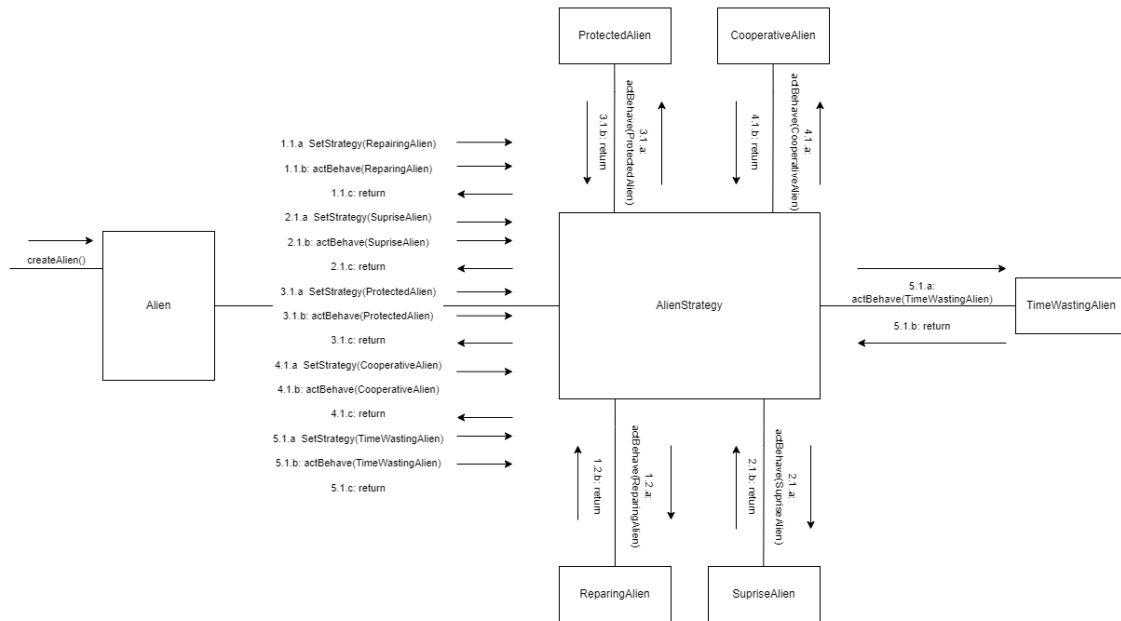 ProtectedAlien
CooperativeAlien
3.1.b: return
3.1.a:
actBehave(ProtectedAlien)
4.1.b: return
4.1.a:
actBehave(CooperativeAlien)
createAlien()
Alien
1.1.a SetStrategy(RepairingAlien)
1.1.b: actBehave(ReparingAlien)
1.1.c: return
2.1.a SetStrategy(SupriseAlien)
2.1.b: actBehave(SupriseAlien)
2.1.c: return
3.1.a SetStrategy(ProtectedAlien)
3.1.b: actBehave(ProtectedAlien)
3.1.c: return
4.1.a SetStrategy(CooperativeAlien)
4.1.b: actBehave(CooperativeAlien)
4.1.c: return
5.1.a SetStrategy(TimeWastingAlien)
5.1.b: actBehave(TimeWastingAlien)
5.1.c: return
AlienStrategy
5.1.a:
actBehave(TimeWastingAlien)
5.1.b: return
TimeWastingAlien
1.2.b: return
1.2.a:
actBehave(ReparingAlien)
2.1.b: return
2.1.a:
actBehave(SupriseAlien)
ReparingAlien
SupriseAlien